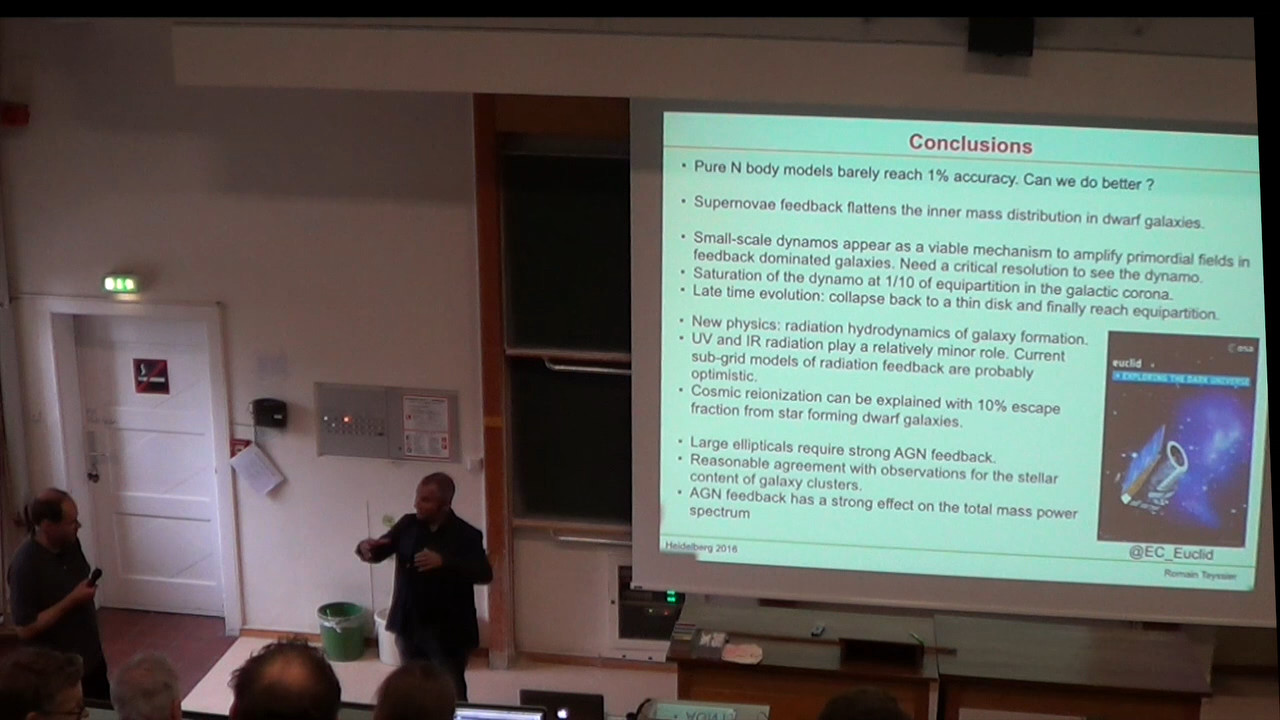 Conclusions
• Pure N body models barely reach 1% accuracy. Can we do better ?
• Supernovae feedback flattens the inner mass distribution in dwarf galaxies.
• Small-scale dynamos appear as a viable mechanism to amplify primordial fields in
feedback dominated galaxies. Need a critical resolution to see the dynamo.
• Saturation of the dynamo at 1/10 of equipartition in the galactic corona.
• Late time evolution: collapse back to a thin disk and finally reach equipartition.
• New physics: radiation hydrodynamics of galaxy formation.
• UV and IR radiation play a relatively minor role. Current
sub-grid models of radiation feedback are probably
optimistic.
• Cosmic reionization can be explained with 10% escape
fraction from star forming dwarf galaxies.
• Large ellipticals require strong AGN feedback.
• Reasonable agreement with observations for the stellar
content of galaxy clusters.
• AGN feedback has a strong effect on the total mass power
spectrum
esa
euclid
EXPLORING THE DARK UNIVERSE
@EC_Euclid
Heidelberg 2016
Romain Teyssier